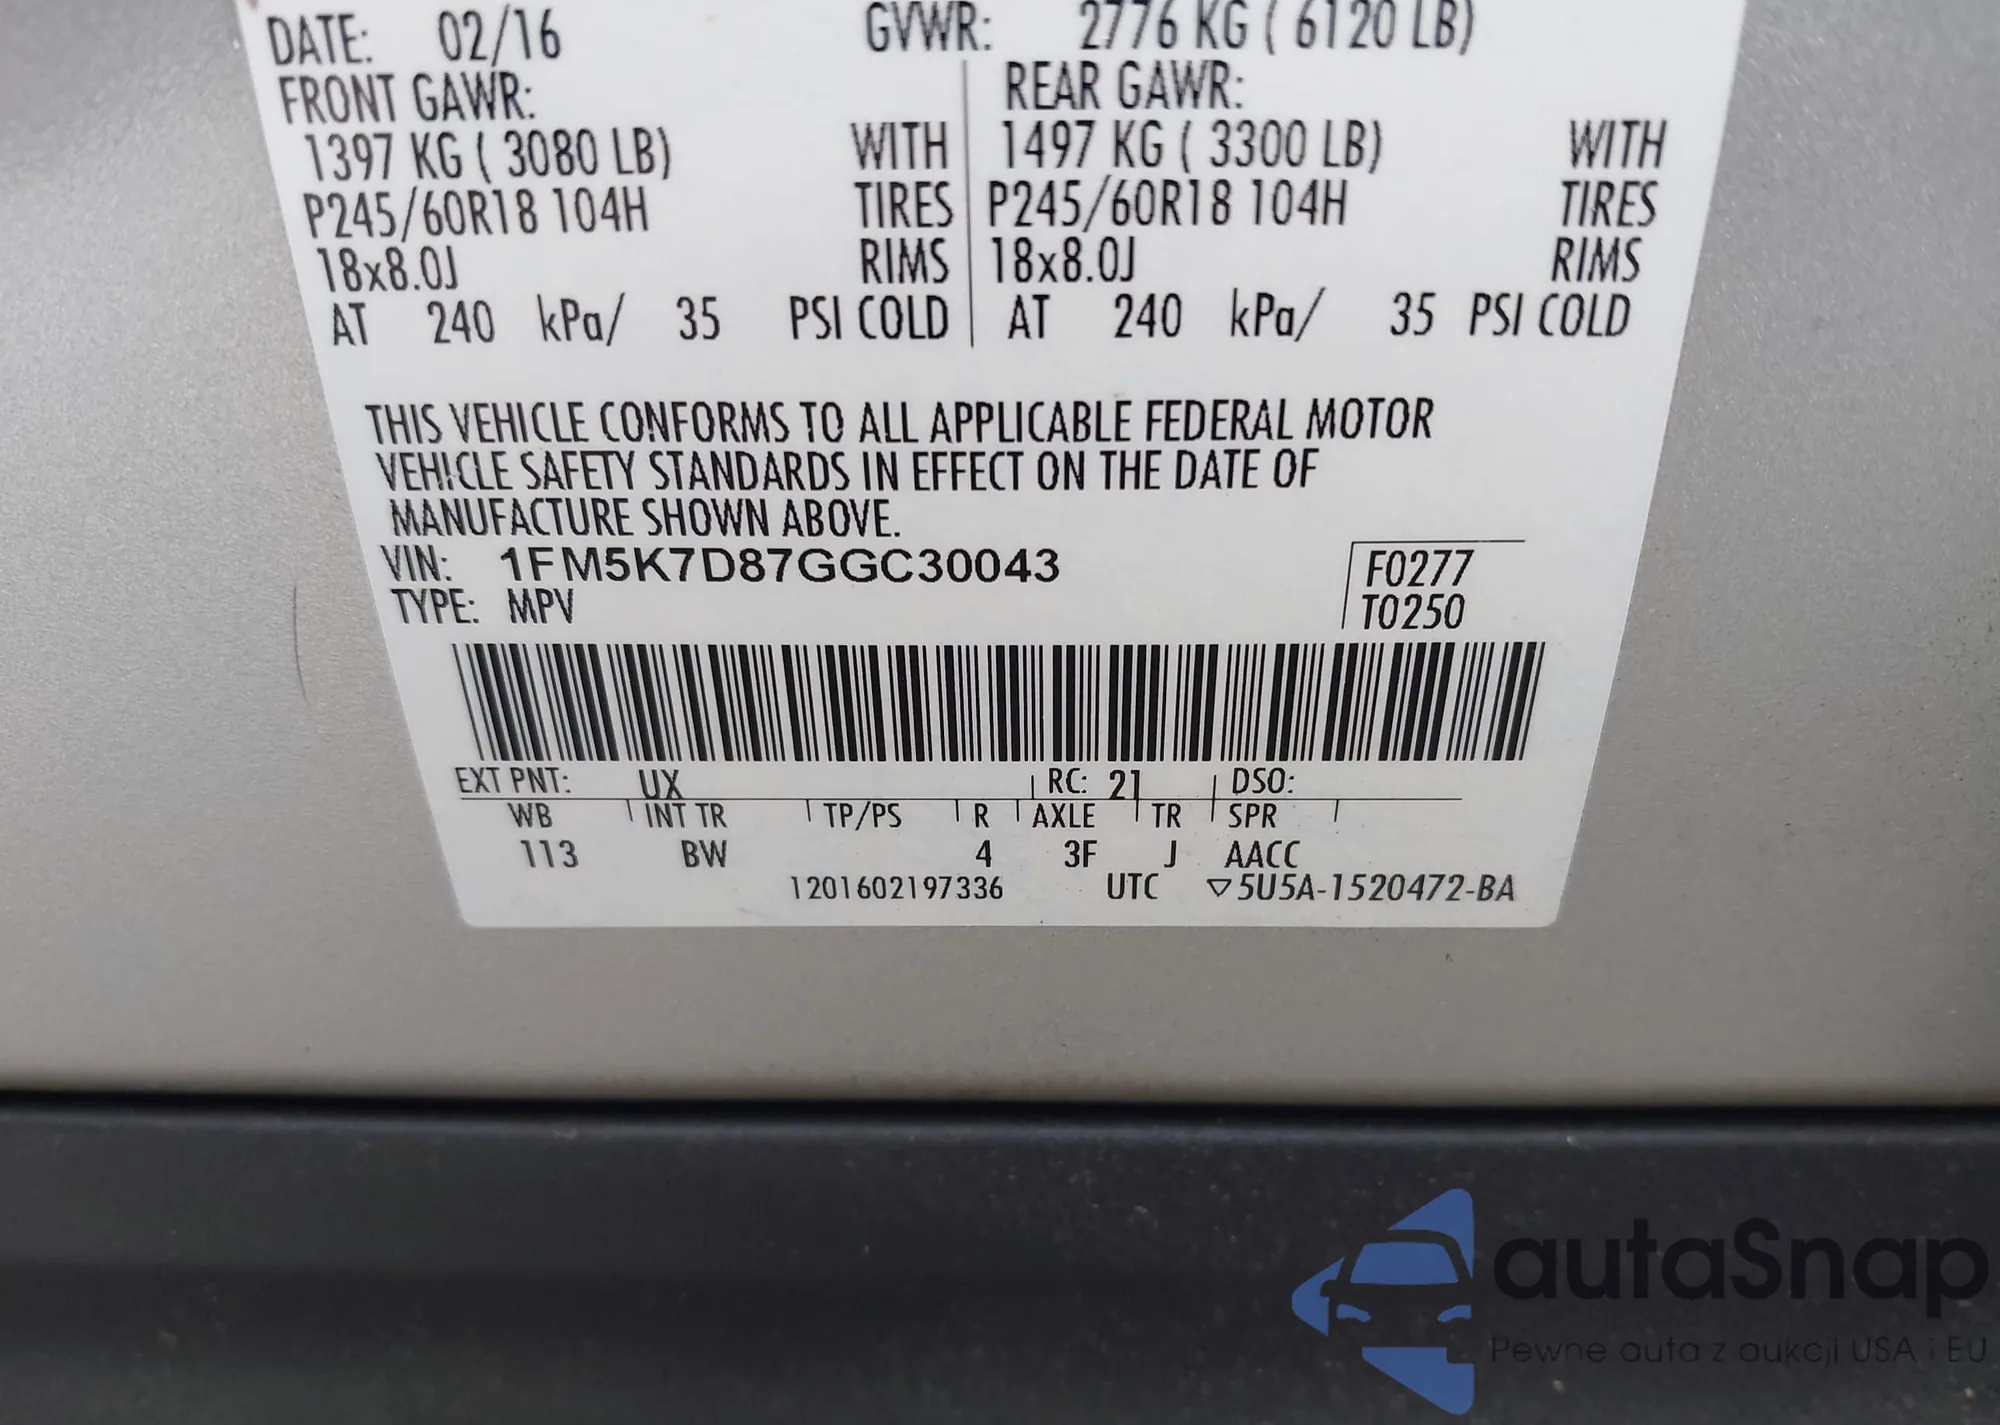 DATE: 02/16 GVWR: 2776 KG ( 6120 LB)
FRONT GAWR: REAR GAWR:
1397 KG ( 3080 LB) WITH 1497 KG ( 3300 LB) WITH
P245/60R18 104H TIRES P245/60R18 104H TIRES
18x8.0J RIMS 18x8.0J RIMS
AT 240 kPa/ 35 PSI COLD AT 240 kPa/ 35 PSI COLD
THIS VEHICLE CONFORMS TO ALL APPLICABLE FEDERAL MOTOR
VEHICLE SAFETY STANDARDS IN EFFECT ON THE DATE OF
MANUFACTURE SHOWN ABOVE.
VIN: 1FM5K7D87GGC30043 F0277
TYPE: MPV T0250
EXT PNT: UX RC: 21 DSO:
WB INT TR TP/PS R AXLE TR SPR
113 BW 4 3F J AACC
1201602197336 UTC ▽5U5A-1520472-BA
autaSnap
Pewne auta z aukcji USA i EU